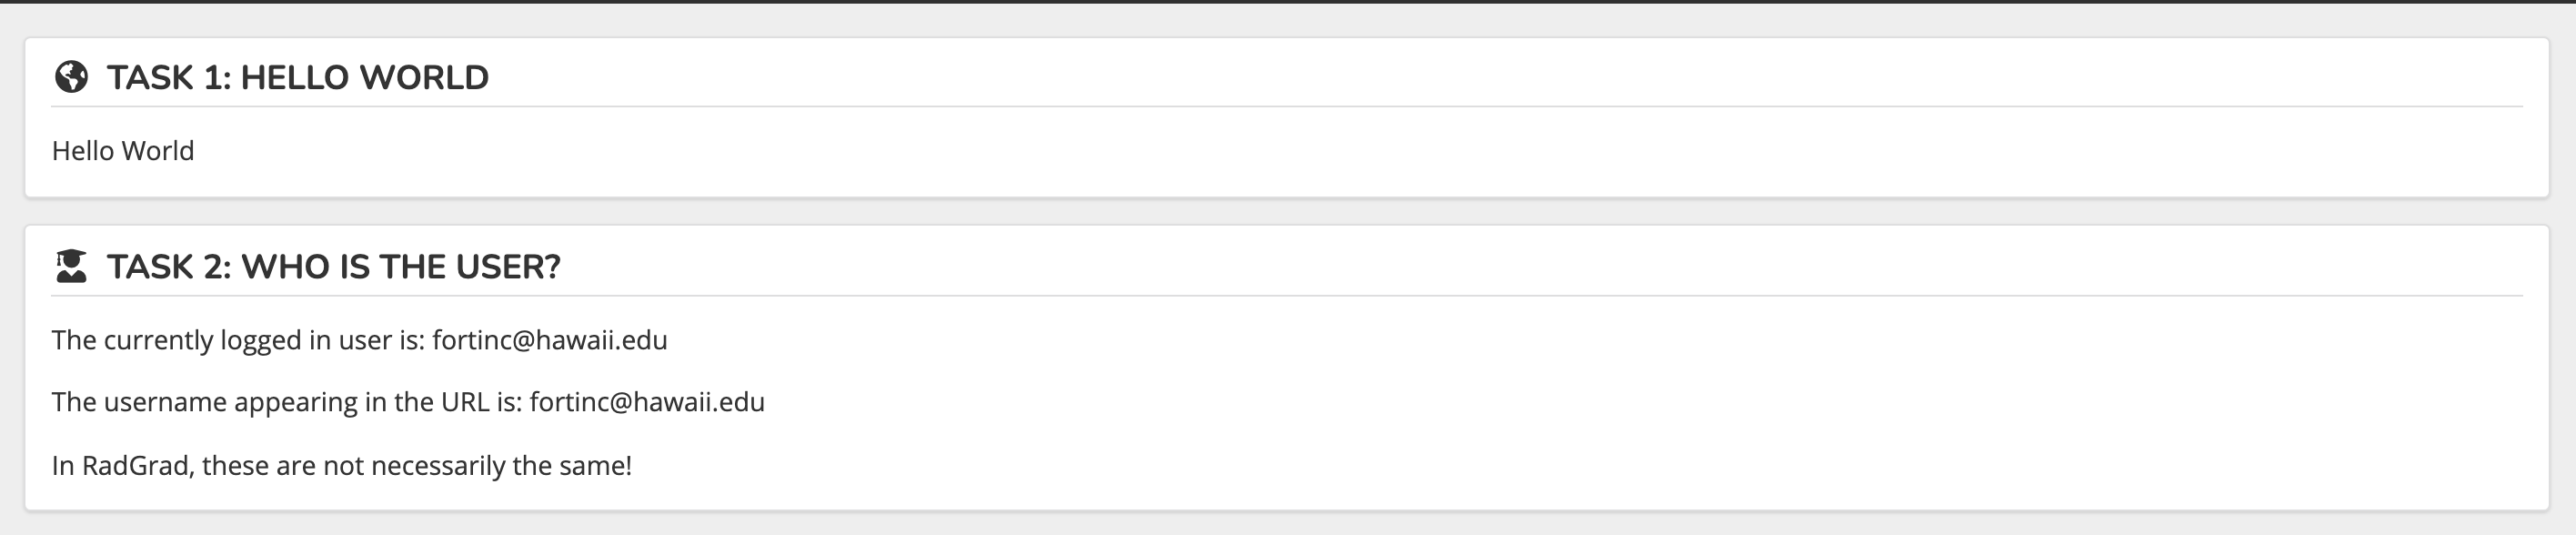 TASK 1: HELLO WORLD
Hello World
TASK 2: WHO IS THE USER?
The currently logged in user is: fortinc@hawaii.edu
The username appearing in the URL is: fortinc@hawaii.edu
In RadGrad, these are not necessarily the same!